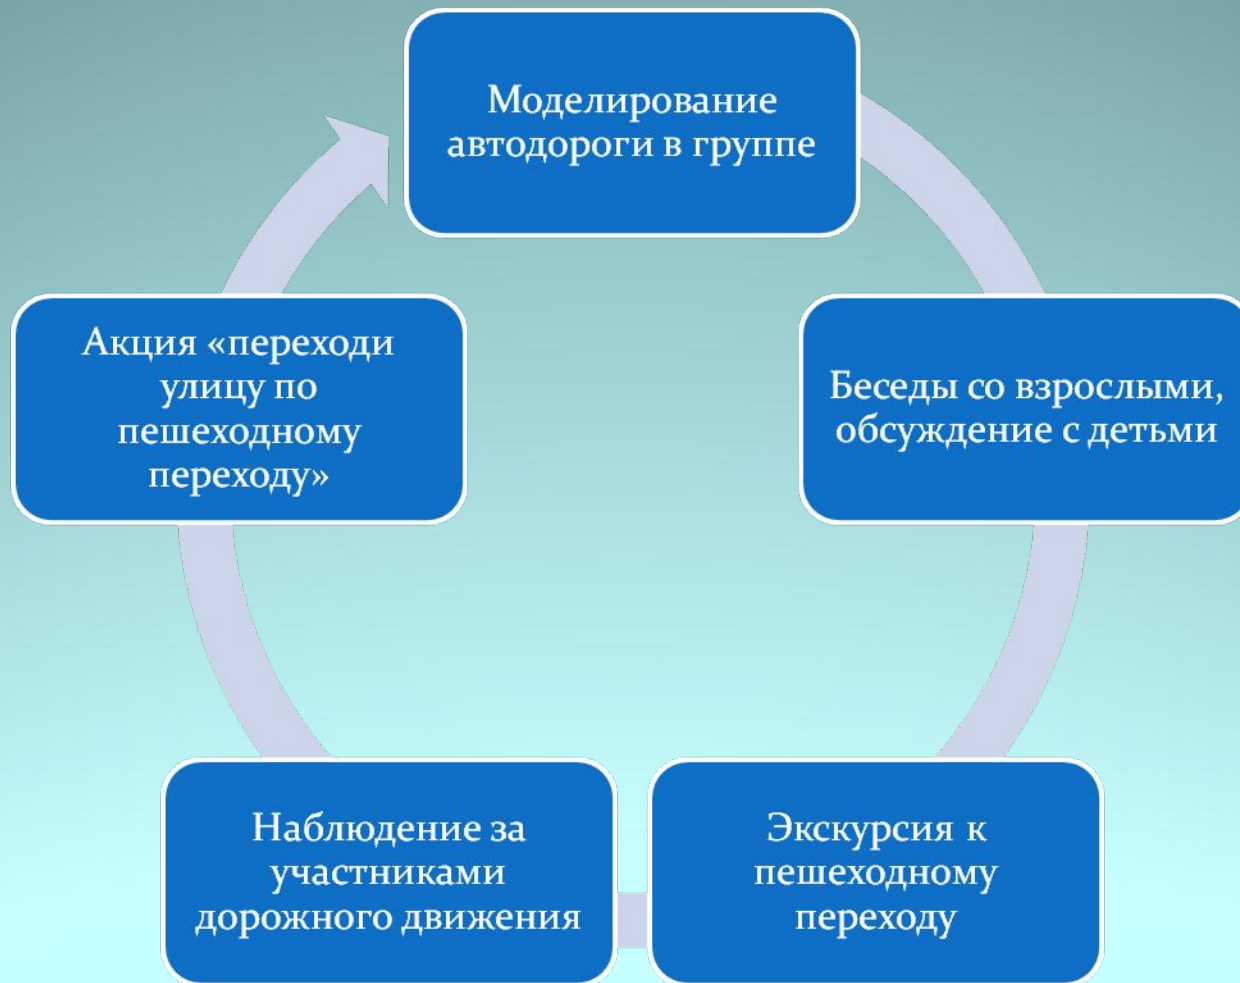 Моделирование
автодороги в группе
Беседы со взрослыми,
обсуждение с детьми
Экскурсия к
пешеходному
переходу
Наблюдение за
участниками
дорожного движения
Акция «переходи
улицу по
пешеходному
переходу»